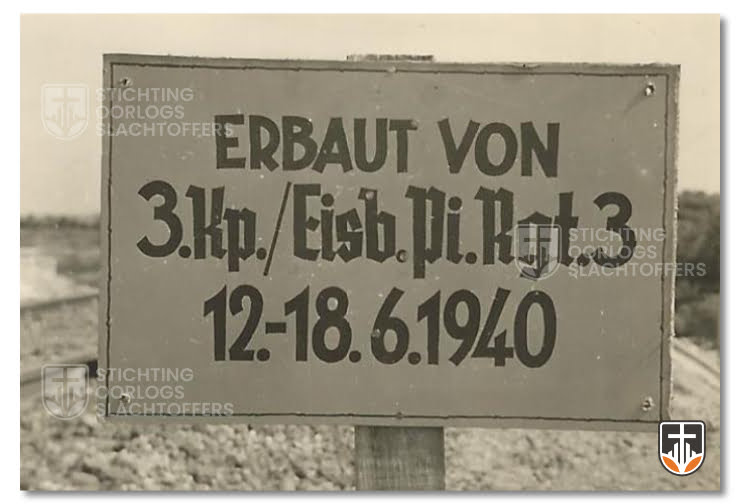 ERBAUT VON
3.Kp./Eisb.Pi.Rgt.3
12.-18.6.1940
STICHTING
OORLOGS
SLACHTOFFERS
STICHTING
OORLOGS
SLACHTOFFERS
STICHTING
OORLOGS
SLACHTOFFERS